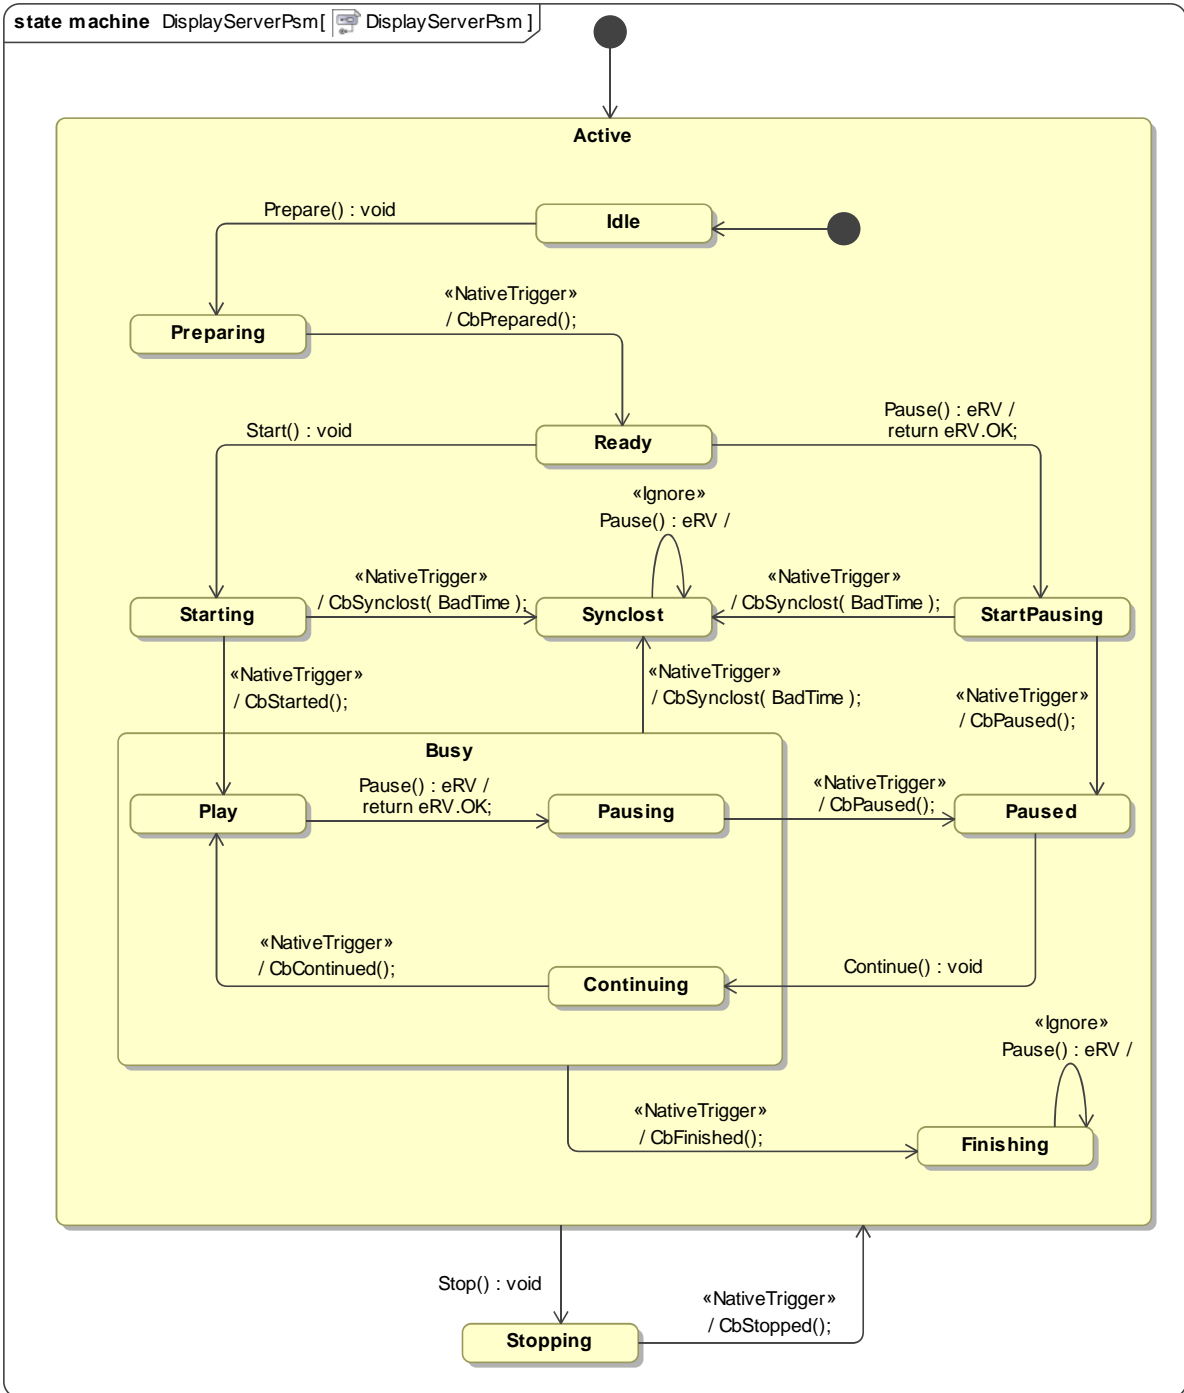 state machine DisplayServerPsm[ DisplayServerPsm ]
Active
Prepare() : void
Idle
«NativeTrigger»
/ CbPrepared();
Preparing
Pause() : eRV /
return eRV.OK;
Start() : void
Ready
«Ignore»
Pause() : eRV /
«NativeTrigger»
/ CbSynclost( BadTime );
«NativeTrigger»
/ CbSynclost( BadTime );
Starting
Synclost
StartPausing
«NativeTrigger»
/ CbStarted();
«NativeTrigger»
/ CbSynclost( BadTime );
«NativeTrigger»
/ CbPaused();
Busy
Pause() : eRV /
return eRV.OK;
«NativeTrigger»
/ CbPaused();
Play
Pausing
Paused
«NativeTrigger»
/ CbContinued();
Continue() : void
Continuing
«Ignore»
Pause() : eRV /
«NativeTrigger»
/ CbFinished();
Finishing
Stop() : void
«NativeTrigger»
/ CbStopped();
Stopping